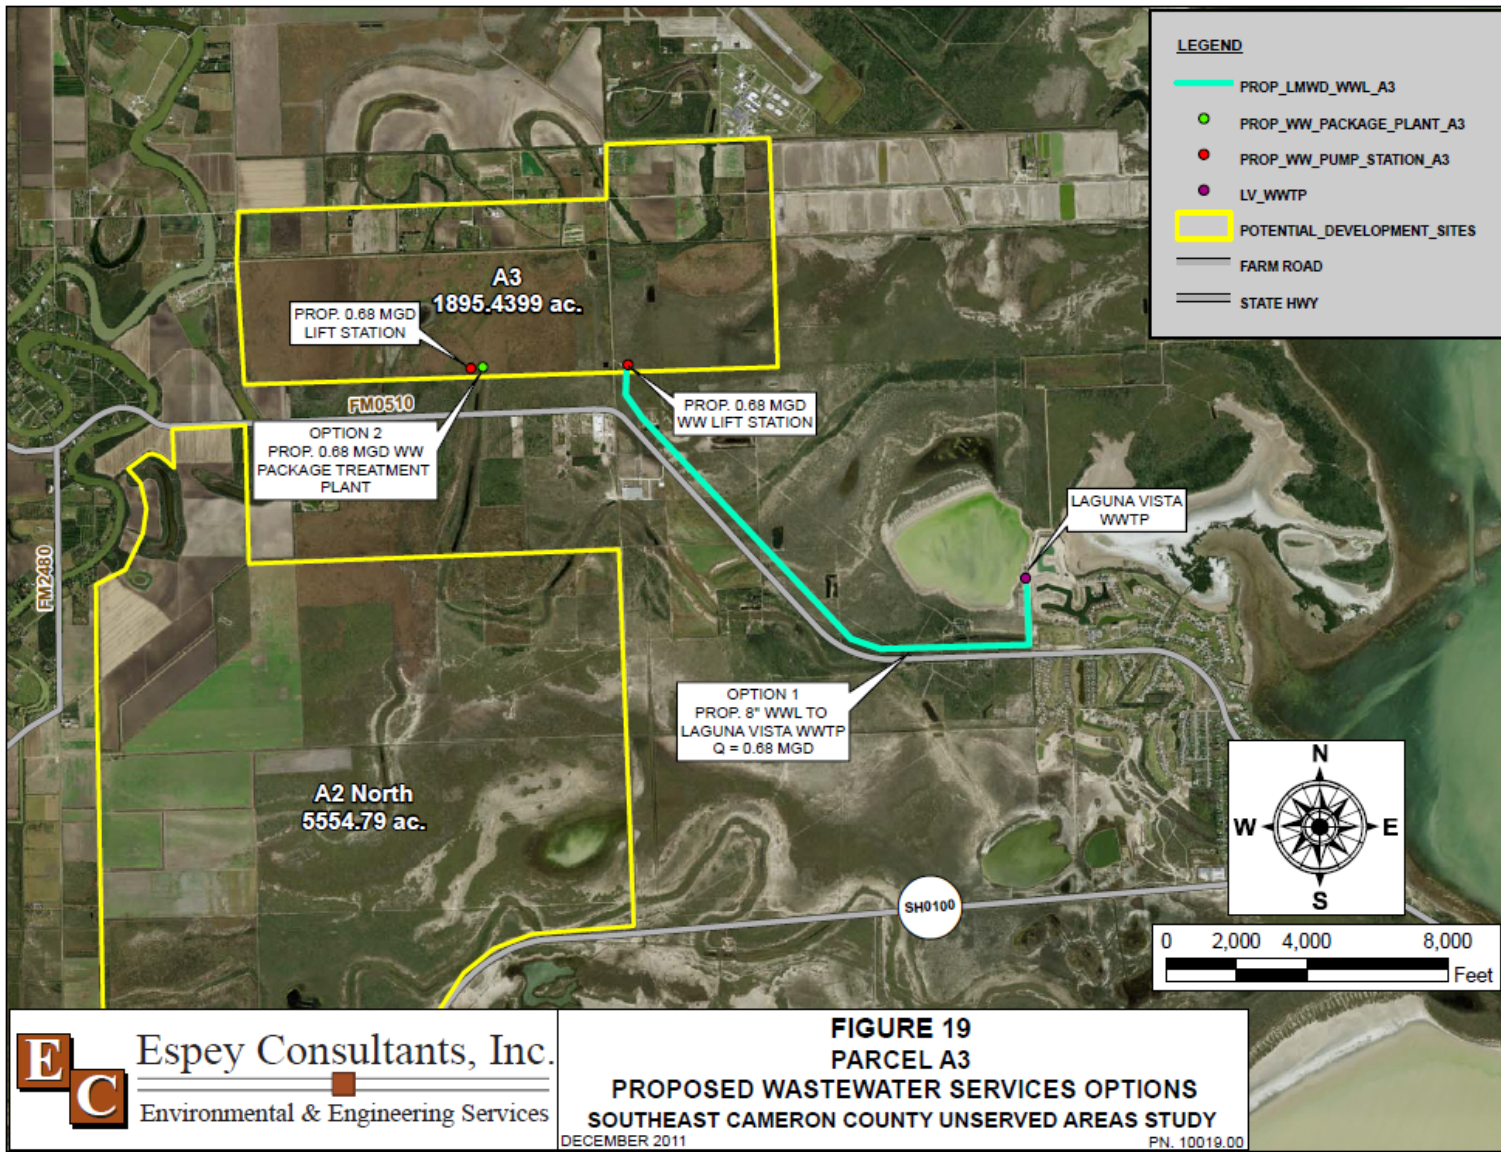 LEGEND
PROP_LMWD_WWL_A3
PROP_WW_PACKAGE_PLANT_A3
PROP_WW_PUMP_STATION_A3
LV_WWTP
POTENTIAL_DEVELOPMENT_SITES
FARM ROAD
STATE HWY
A3
1895.4399 ac.
PROP. 0.68 MGD
LIFT STATION
PROP. 0.68 MGD
WW LIFT STATION
FM0510
OPTION 2
PROP. 0.68 MGD WW
PACKAGE TREATMENT
PLANT
LAGUNA VISTA
WWTP
FM2480
OPTION 1
PROP. 8" WWL TO
LAGUNA VISTA WWTP
Q = 0.68 MGD
A2 North
5554.79 ac.
SH0100
N
W
E
S
0 2,000 4,000 8,000
Feet
EC
Espey Consultants, Inc.
Environmental & Engineering Services
FIGURE 19
PARCEL A3
PROPOSED WASTEWATER SERVICES OPTIONS
SOUTHEAST CAMERON COUNTY UNSERVED AREAS STUDY
DECEMBER 2011
PN. 10019.00